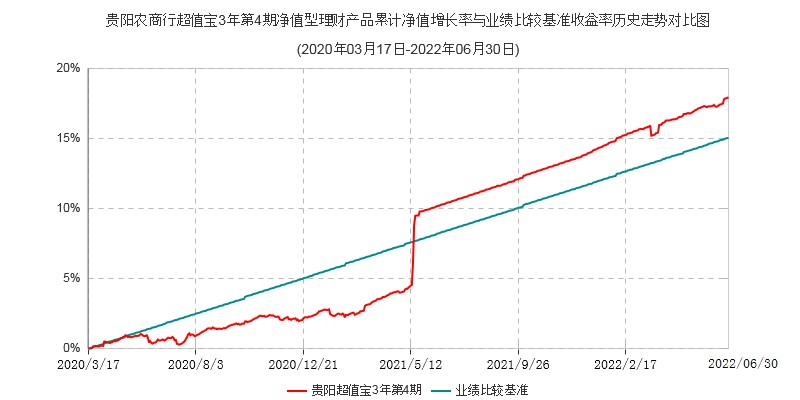 贵阳农商行超值宝3年第4期净值型理财产品累计净值增长率与业绩比较基准收益率历史走势对比图
(2020年03月17日-2022年06月30日)
20%
15%
10%
5%
0%
2020/3/17 2020/8/3 2020/12/21 2021/5/12 2021/9/26 2022/2/17 2022/06/30
贵阳超值宝3年第4期 业绩比较基准